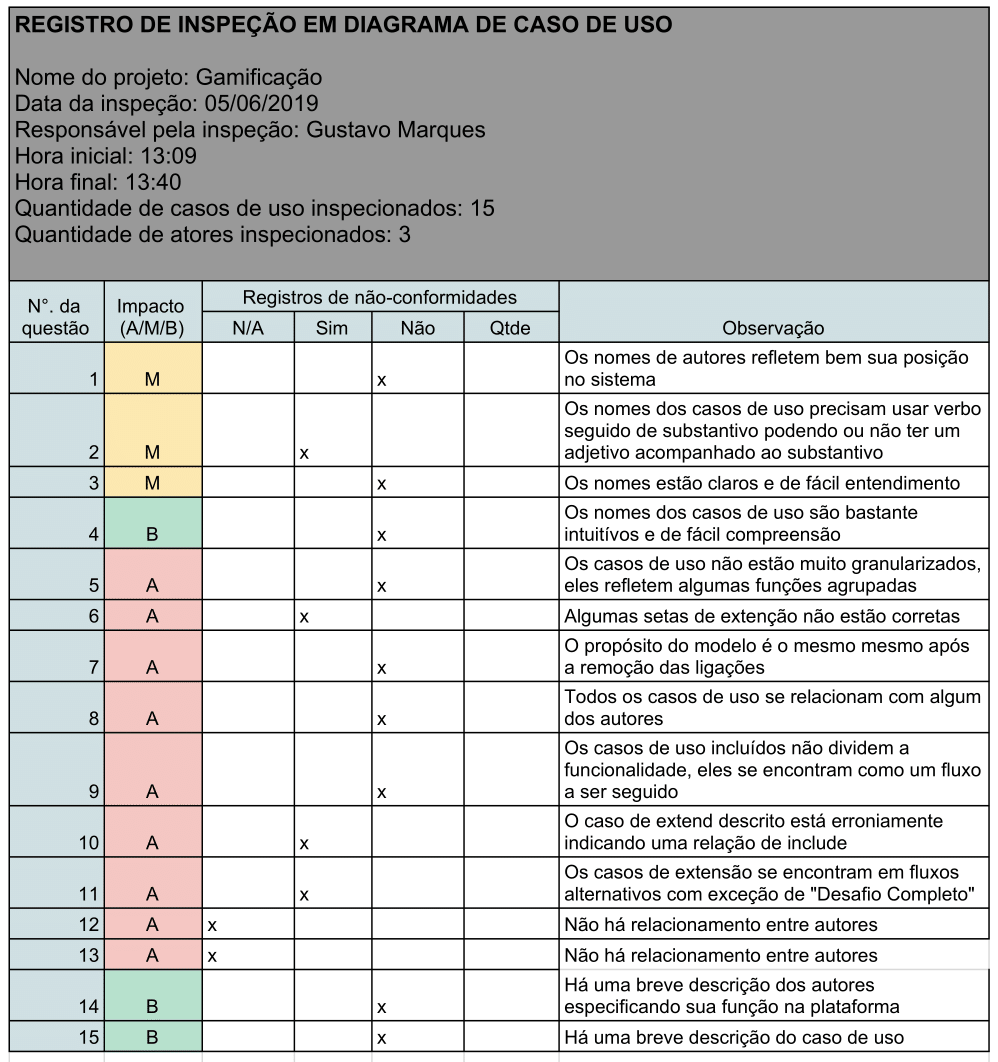 REGISTRO DE INSPEÇÃO EM DIAGRAMA DE CASO DE USO
Nome do projeto: Gamificação
Data da inspeção: 05/06/2019
Responsável pela inspeção: Gustavo Marques
Hora inicial: 13:09
Hora final: 13:40
Quantidade de casos de uso inspecionados: 15
Quantidade de atores inspecionados: 3
N°. da questão Impacto (A/M/B) Registros de não-conformidades Observação
N/A Sim Não Qtde
Os nomes de autores refletem bem sua posição
1 M x no sistema
Os nomes dos casos de uso precisam usar verbo
seguido de substantivo podendo ou não ter um
2 M x adjetivo acompanhado ao substantivo
3 M x Os nomes estão claros e de fácil entendimento
Os nomes dos casos de uso são bastante
4 B x intuitívos e de fácil compreensão
Os casos de uso não estão muito granularizados,
5 A x eles refletem algumas funções agrupadas
6 A x Algumas setas de extenção não estão corretas
O propósito do modelo é o mesmo mesmo após
7 A x a remoção das ligações
Todos os casos de uso se relacionam com algum
8 A x dos autores
Os casos de uso incluídos não dividem a
funcionalidade, eles se encontram como um fluxo
9 A x a ser seguido
O caso de extend descrito está erroniamente
10 A x indicando uma relação de include
Os casos de extensão se encontram em fluxos
11 A x alternativos com exceção de "Desafio Completo"
12 A x Não há relacionamento entre autores
13 A x Não há relacionamento entre autores
Há uma breve descrição dos autores
14 B x especificando sua função na plataforma
15 B x Há uma breve descrição do caso de uso